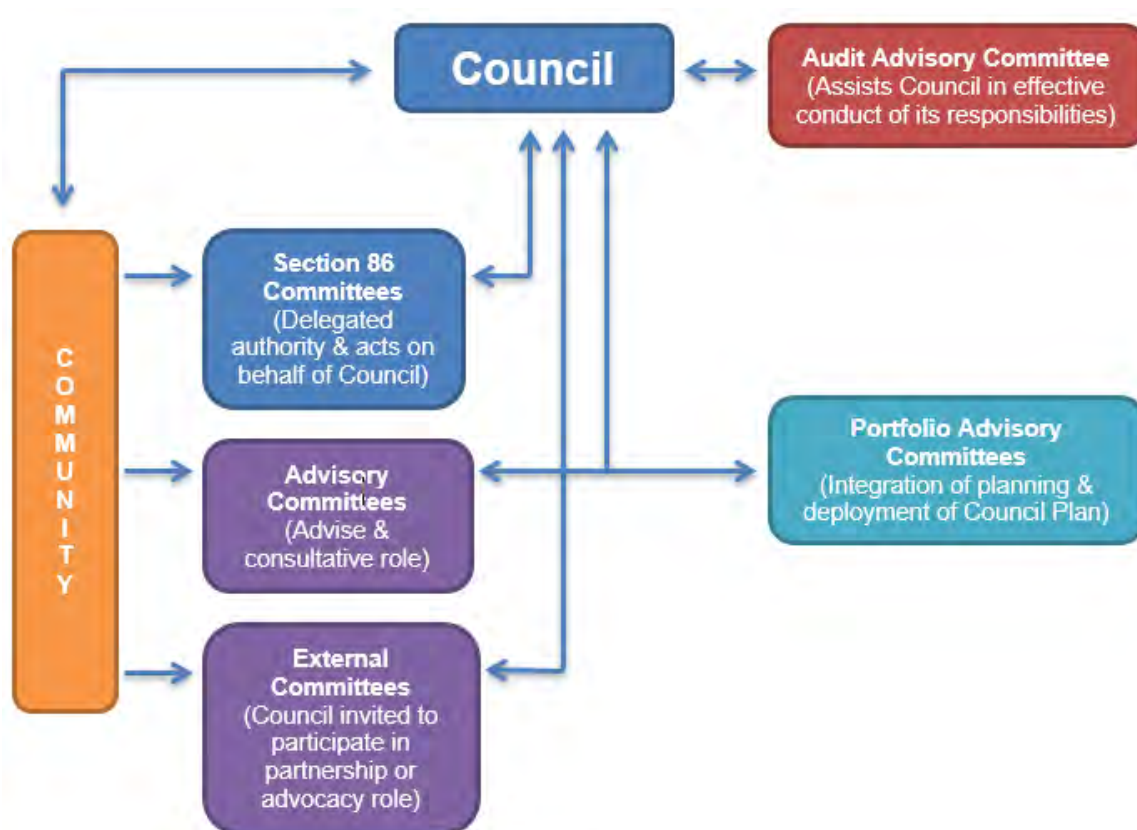 Council
Audit Advisory Committee
(Assists Council in effective
conduct of its responsibilities)
COMMUNITY
Section 86
Committees
(Delegated
authority & acts on
behalf of Council)
Advisory
Committees
(Advise &
consultative role)
Portfolio Advisory
Committees
(Integration of planning &
deployment of Council Plan)
External
Committees
(Council invited to
participate in
partnership or
advocacy role)